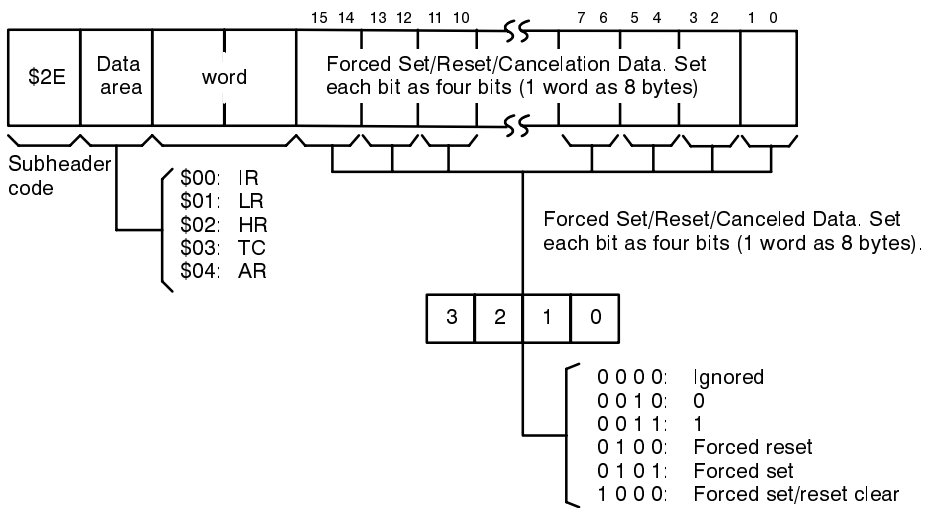 15 14 13 12 11 10 7 6 5 4 3 2 1 0
$2E
Data
area
word
Forced Set/Reset/Cancelation Data. Set
each bit as four bits (1 word as 8 bytes)
Subheader
code
$00: IR
$01: LR
$02: HR
$03: TC
$04: AR
Forced Set/Reset/Canceled Data. Set
each bit as four bits (1 word as 8 bytes).
3 2 1 0
0 0 0 0: Ignored
0 0 1 0: 0
0 0 1 1: 1
0 1 0 0: Forced reset
0 1 0 1: Forced set
1 0 0 0: Forced set/reset clear